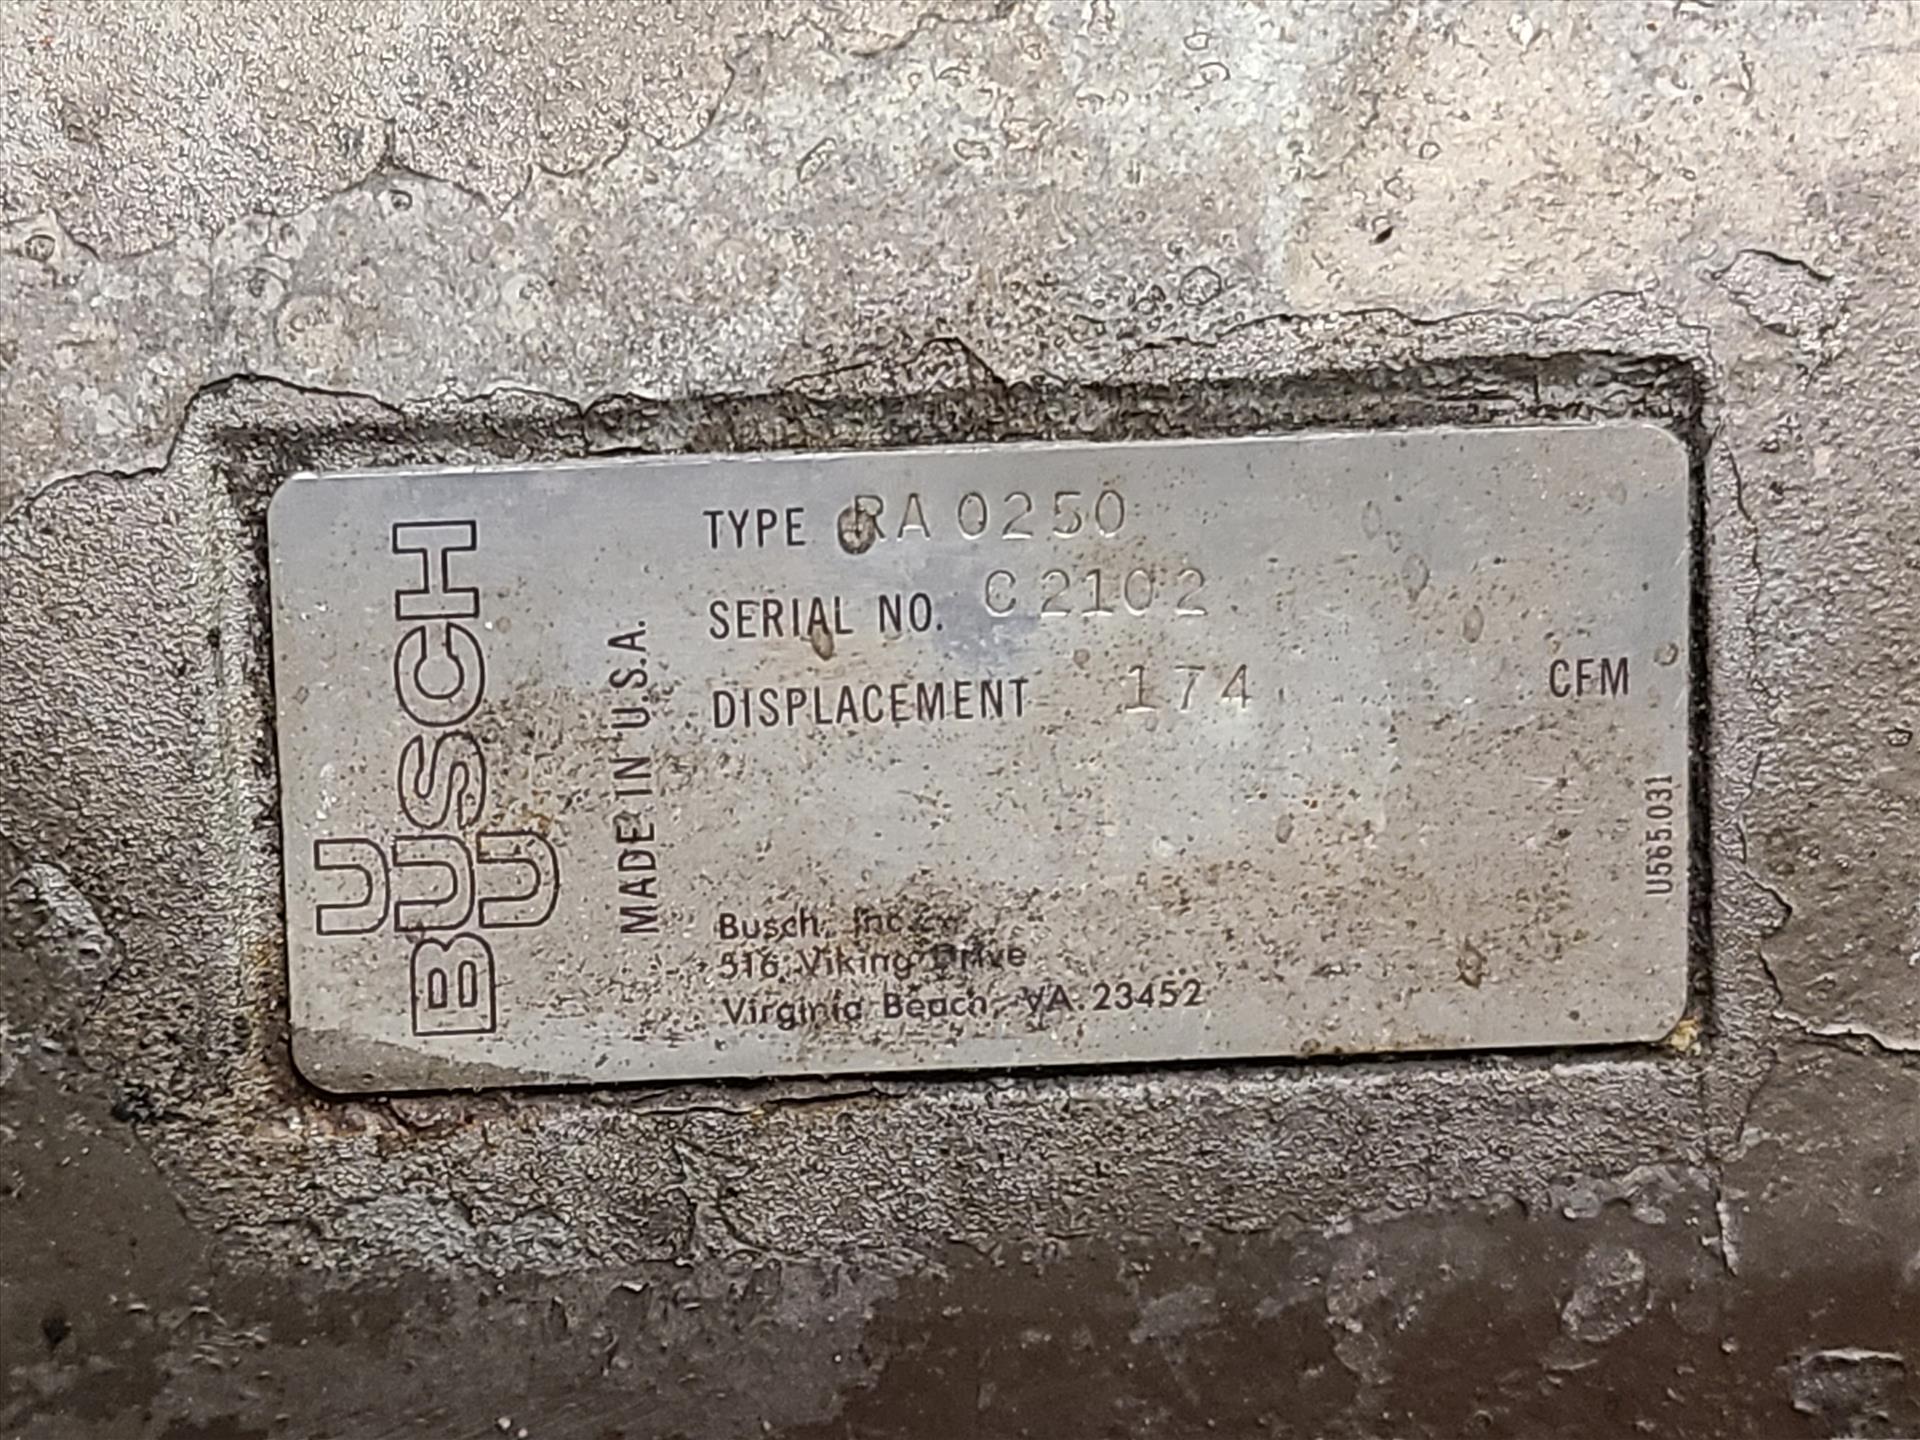 BUSCH
U
U
MADE IN U.S.A.
TYPE RA 0250
SERIAL NO. C2102
DISPLACEMENT 174 CFM
U565.031
Busch, Inc.
516 Viking Drive
Virginia Beach, VA. 23452